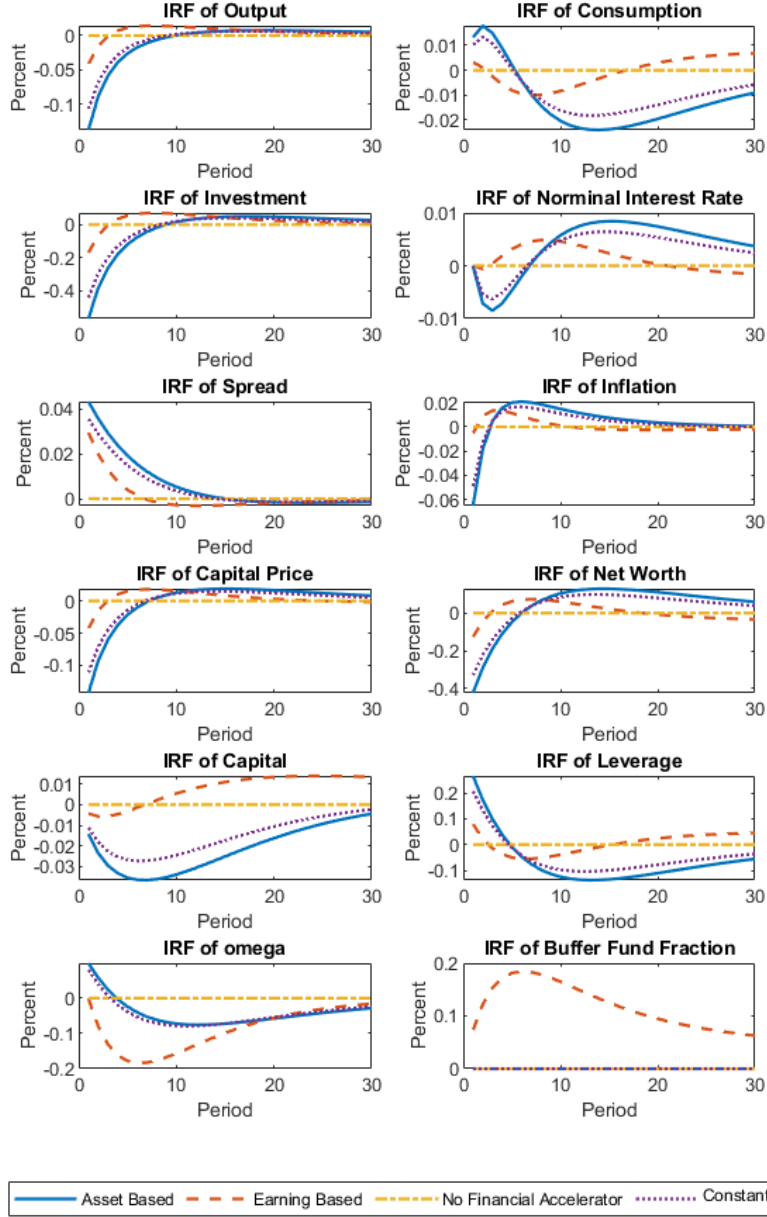 IRF of Output
Percent
0
-0.05
-0.1
0 10 20 30
Period
IRF of Consumption
Percent
0.01
0
-0.01
-0.02
0 10 20 30
Period
IRF of Investment
Percent
0
-0.2
-0.4
0 10 20 30
Period
IRF of Norminal Interest Rate
Percent
0.01
0
-0.01
0 10 20 30
Period
IRF of Spread
Percent
0.04
0.02
0
0 10 20 30
Period
IRF of Inflation
Percent
0.02
0
-0.02
-0.04
-0.06
0 10 20 30
Period
IRF of Capital Price
Percent
0
-0.05
-0.1
0 10 20 30
Period
IRF of Net Worth
Percent
0
-0.2
-0.4
0 10 20 30
Period
IRF of Capital
Percent
0.01
0
-0.01
-0.02
-0.03
0 10 20 30
Period
IRF of Leverage
Percent
0.2
0.1
0
-0.1
0 10 20 30
Period
IRF of omega
Percent
0
-0.1
-0.2
0 10 20 30
Period
IRF of Buffer Fund Fraction
Percent
0.2
0.1
0
0 10 20 30
Period
Asset Based Earning Based No Financial Accelerator Constant